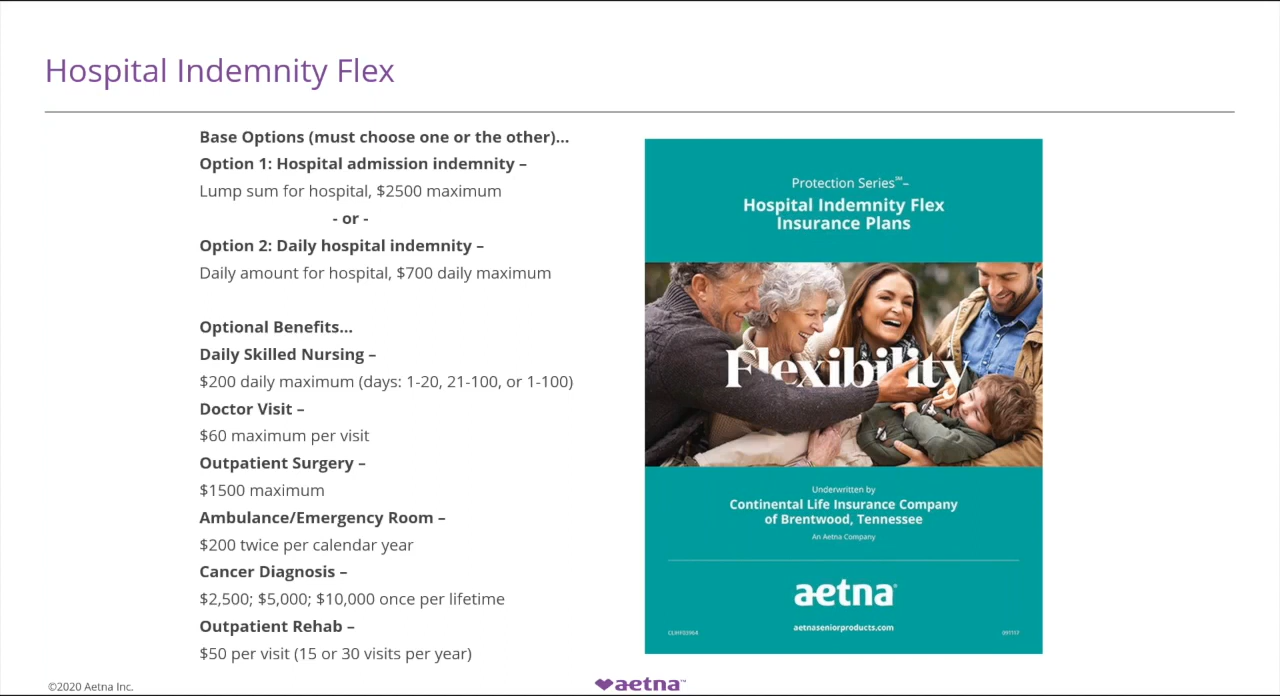 Hospital Indemnity Flex
Base Options (must choose one or the other)...
Option 1: Hospital admission indemnity –
Lump sum for hospital, $2500 maximum
- or -
Option 2: Daily hospital indemnity –
Daily amount for hospital, $700 daily maximum
Optional Benefits...
Daily Skilled Nursing –
$200 daily maximum (days: 1-20, 21-100, or 1-100)
Doctor Visit –
$60 maximum per visit
Outpatient Surgery –
$1500 maximum
Ambulance/Emergency Room –
$200 twice per calendar year
Cancer Diagnosis –
$2,500; $5,000; $10,000 once per lifetime
Outpatient Rehab –
$50 per visit (15 or 30 visits per year)
Protection Series℠–
Hospital Indemnity Flex
Insurance Plans
Flexibility
Underwritten by
Continental Life Insurance Company
of Brentwood, Tennessee
An Aetna Company
aetna®
aetnaseniorproducts.com
©2020 Aetna Inc.
aetna™